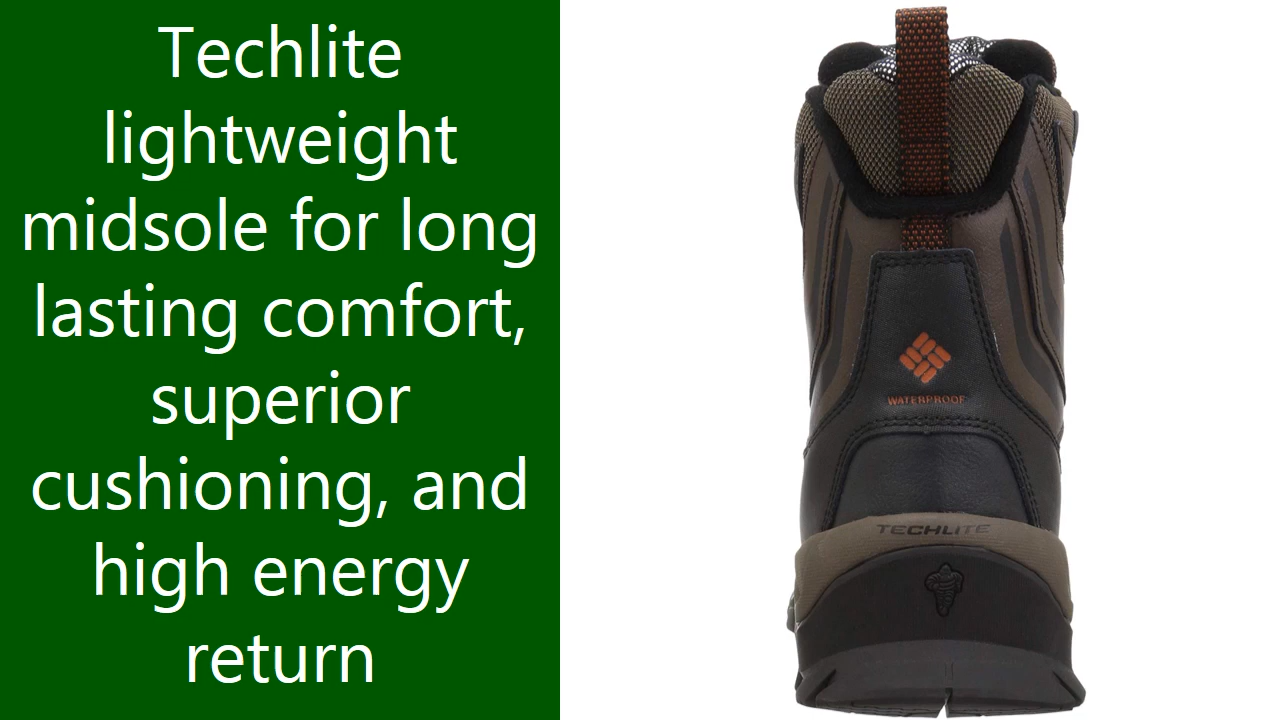 Techlite
lightweight
midsole for long
lasting comfort,
superior
cushioning, and
high energy
return
WATERPROOF
TECHLITE